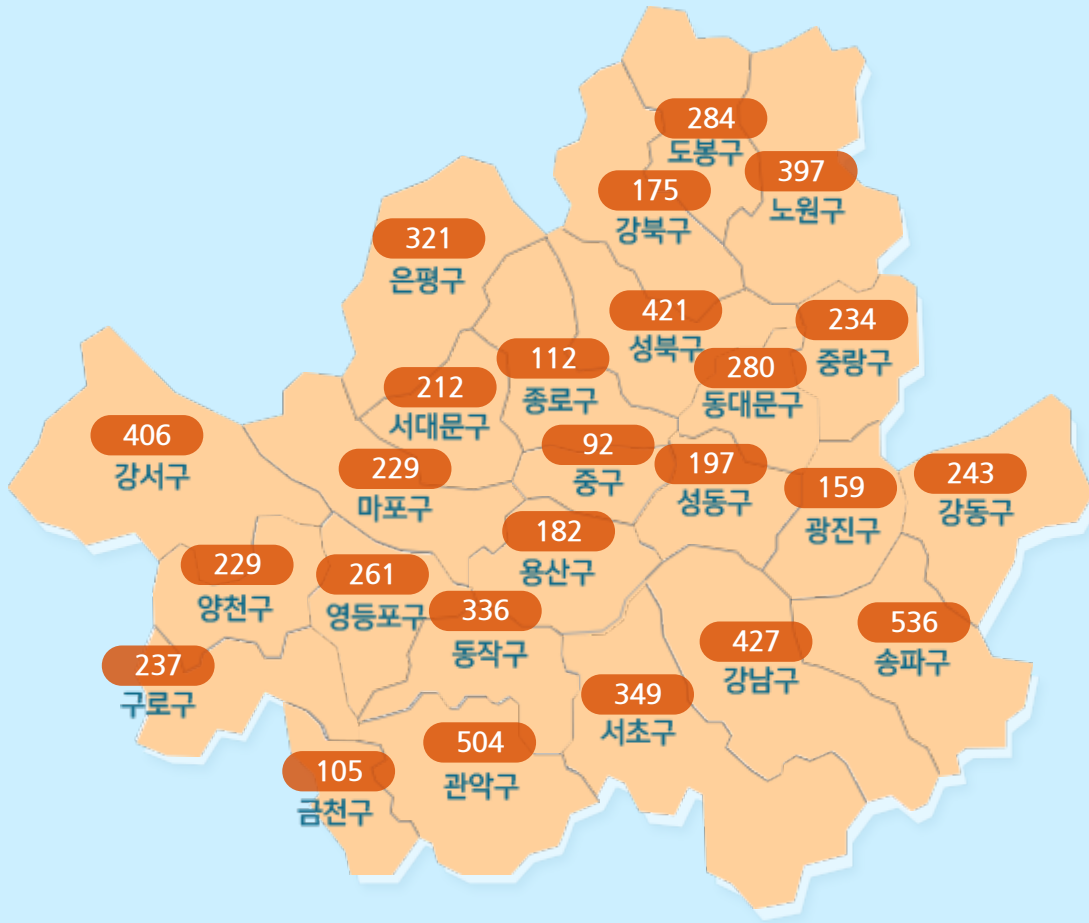 284
도봉구
397
노원구
175
강북구
321
은평구
421
성북구
234
중랑구
112
종로구
280
동대문구
212
서대문구
406
강서구
92
중구
197
성동구
229
마포구
243
강동구
159
광진구
182
용산구
229
양천구
261
영등포구
336
동작구
536
송파구
427
강남구
237
구로구
349
서초구
504
관악구
105
금천구